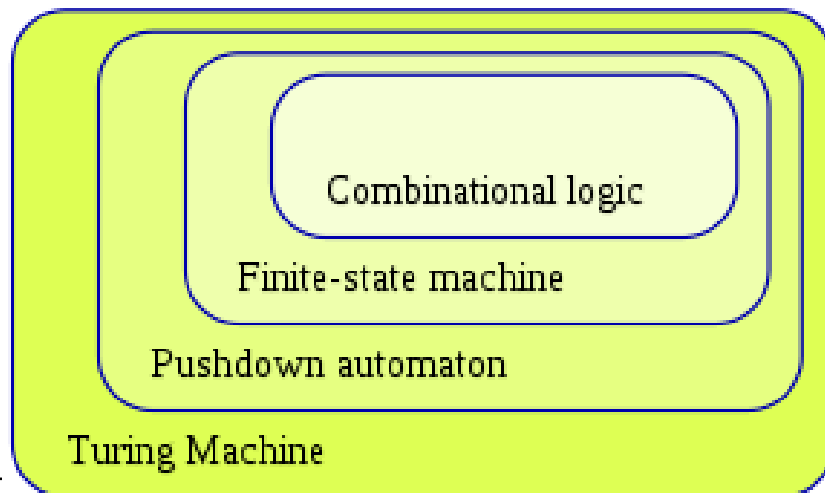 Combinational logic
Finite-state machine
Pushdown automaton
Turing Machine